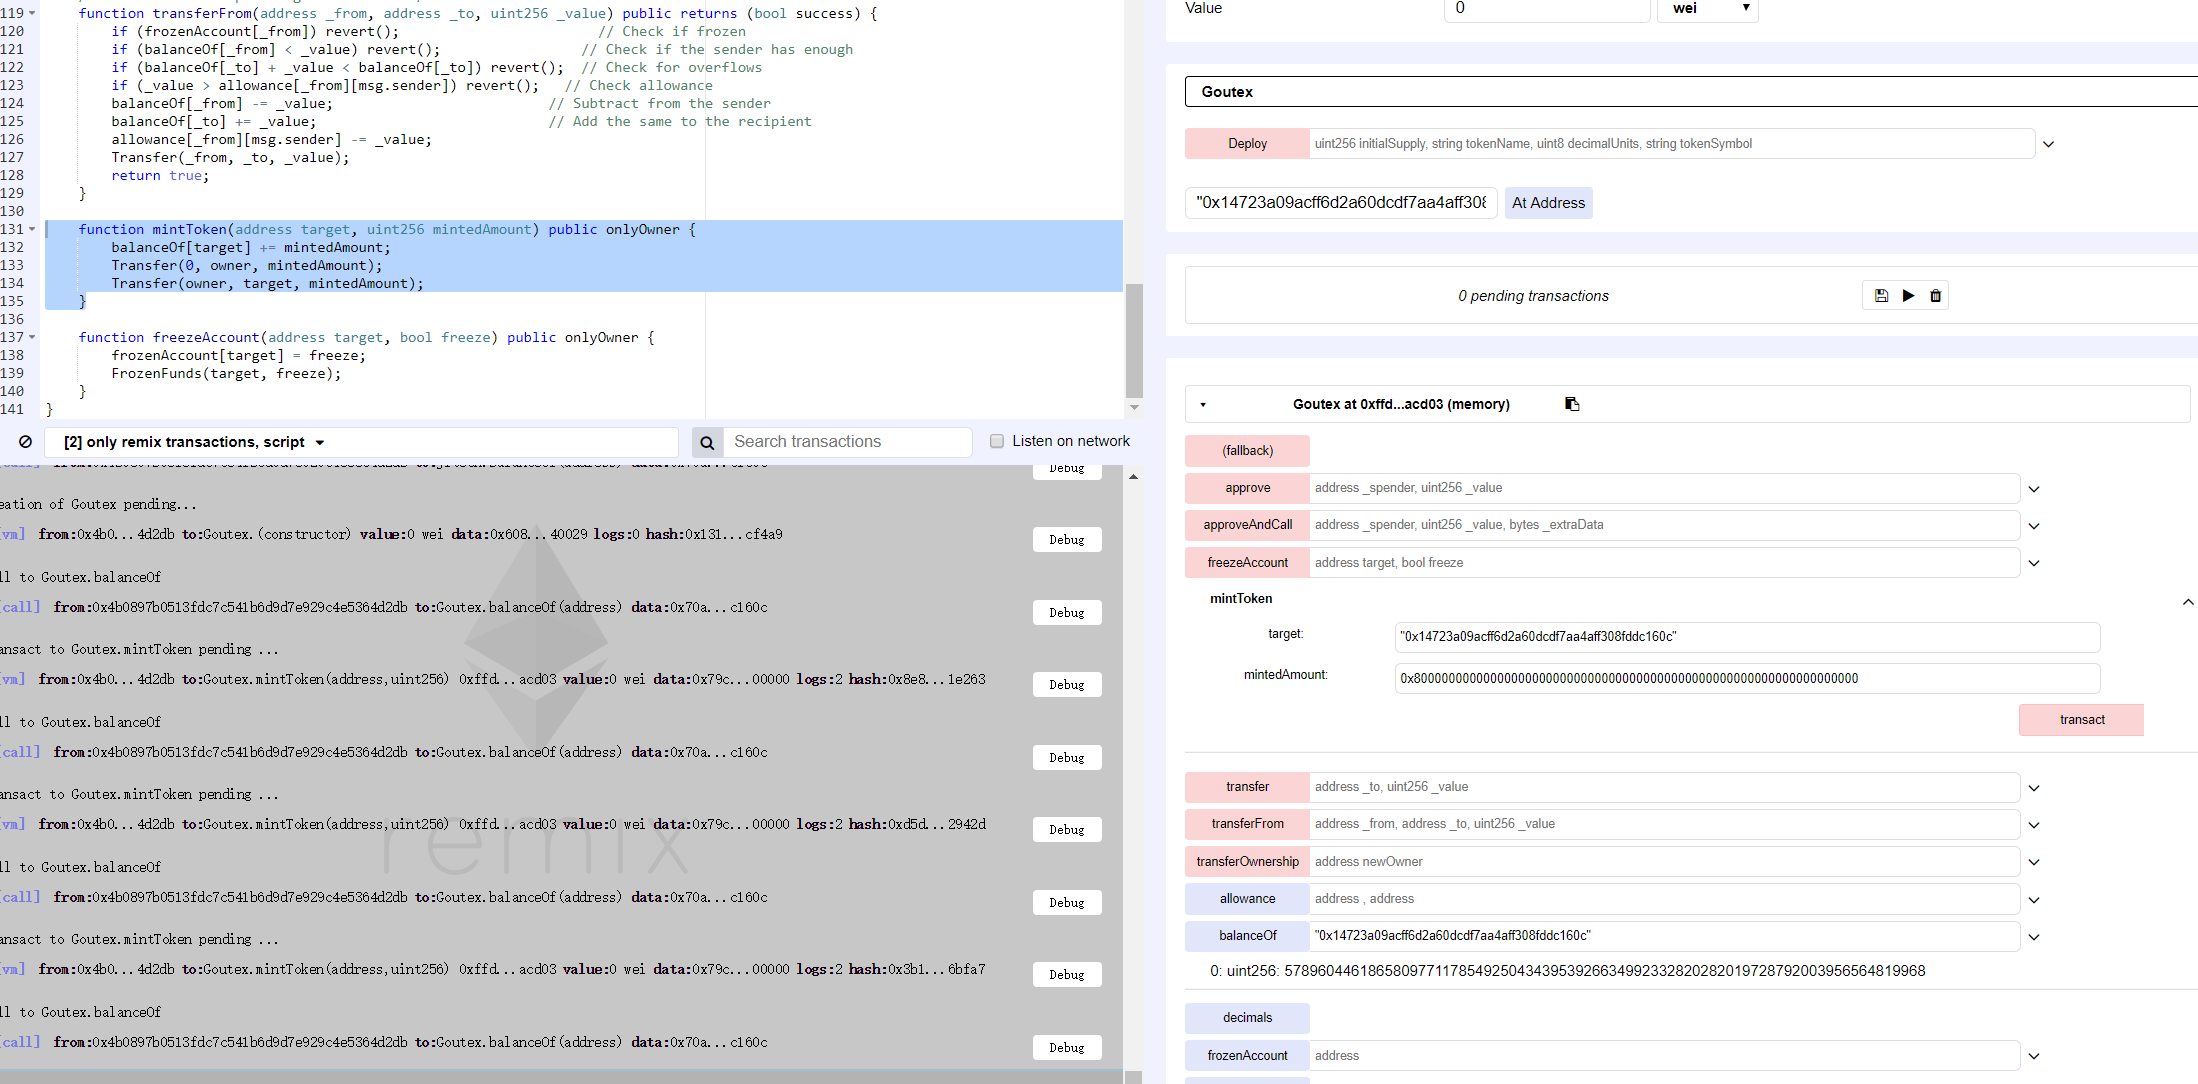 119 function transferFrom(address _from, address _to, uint256 _value) public returns (bool success) {
120 if (frozenAccount[_from]) revert(); // Check if frozen
121 if (balanceOf[_from] < _value) revert(); // Check if the sender has enough
122 if (balanceOf[_to] + _value < balanceOf[_to]) revert(); // Check for overflows
123 if (_value > allowance[_from][msg.sender]) revert(); // Check allowance
124 balanceOf[_from] -= _value; // Subtract from the sender
125 balanceOf[_to] += _value; // Add the same to the recipient
126 allowance[_from][msg.sender] -= _value;
127 Transfer(_from, _to, _value);
128 return true;
129 }
130
131 function mintToken(address target, uint256 mintedAmount) public onlyOwner {
132 balanceOf[target] += mintedAmount;
133 Transfer(0, owner, mintedAmount);
134 Transfer(owner, target, mintedAmount);
135 }
136
137 function freezeAccount(address target, bool freeze) public onlyOwner {
138 frozenAccount[target] = freeze;
139 FrozenFunds(target, freeze);
140 }
141 }
[2] only remix transactions, script
Search transactions
Listen on network
Debug
eation of Goutex pending...
[vm] from:0x4b0...4d2db to:Goutex.(constructor) value:0 wei data:0x608...40029 logs:0 hash:0x131...cf4a9
Debug
ll to Goutex.balanceOf
[call] from:0x4b0897b0513fdc7c541b6d9d7e929c4e5364d2db to:Goutex.balanceOf(address) data:0x70a...c160c
Debug
ansact to Goutex.mintToken pending ...
[vm] from:0x4b0...4d2db to:Goutex.mintToken(address,uint256) 0xffd...acd03 value:0 wei data:0x79c...00000 logs:2 hash:0x8e8...1e263
Debug
ll to Goutex.balanceOf
[call] from:0x4b0897b0513fdc7c541b6d9d7e929c4e5364d2db to:Goutex.balanceOf(address) data:0x70a...c160c
Debug
ansact to Goutex.mintToken pending ...
[vm] from:0x4b0...4d2db to:Goutex.mintToken(address,uint256) 0xffd...acd03 value:0 wei data:0x79c...00000 logs:2 hash:0xd5d...2942d
Debug
remix
ll to Goutex.balanceOf
[call] from:0x4b0897b0513fdc7c541b6d9d7e929c4e5364d2db to:Goutex.balanceOf(address) data:0x70a...c160c
Debug
ansact to Goutex.mintToken pending ...
[vm] from:0x4b0...4d2db to:Goutex.mintToken(address,uint256) 0xffd...acd03 value:0 wei data:0x79c...00000 logs:2 hash:0x3b1...6bfa7
Debug
ll to Goutex.balanceOf
[call] from:0x4b0897b0513fdc7c541b6d9d7e929c4e5364d2db to:Goutex.balanceOf(address) data:0x70a...c160c
Debug
Value 0 wei
Goutex
Deploy uint256 initialSupply, string tokenName, uint8 decimalUnits, string tokenSymbol
"0x14723a09acff6d2a60dcdf7aa4aff308 At Address
0 pending transactions
Goutex at 0xffd...acd03 (memory)
(fallback)
approve address _spender, uint256 _value
approveAndCall address _spender, uint256 _value, bytes _extraData
freezeAccount address target, bool freeze
mintToken
target: "0x14723a09acff6d2a60dcdf7aa4aff308fddc160c"
mintedAmount: 0x8000000000000000000000000000000000000000000000000000000000000000
transact
transfer address _to, uint256 _value
transferFrom address _from, address _to, uint256 _value
transferOwnership address newOwner
allowance address , address
balanceOf "0x14723a09acff6d2a60dcdf7aa4aff308fddc160c"
0: uint256: 57896044618658097711785492504343953926634992332820282019728792003956564819968
decimals
frozenAccount address